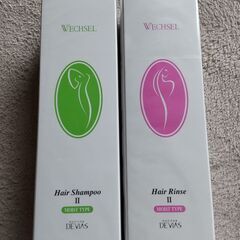 WECHSEL
Hair Shampoo
II
MOIST TYPE
DEVIAS
WECHSEL
Hair Rinse
II
MOIST TYPE
DEVIAS